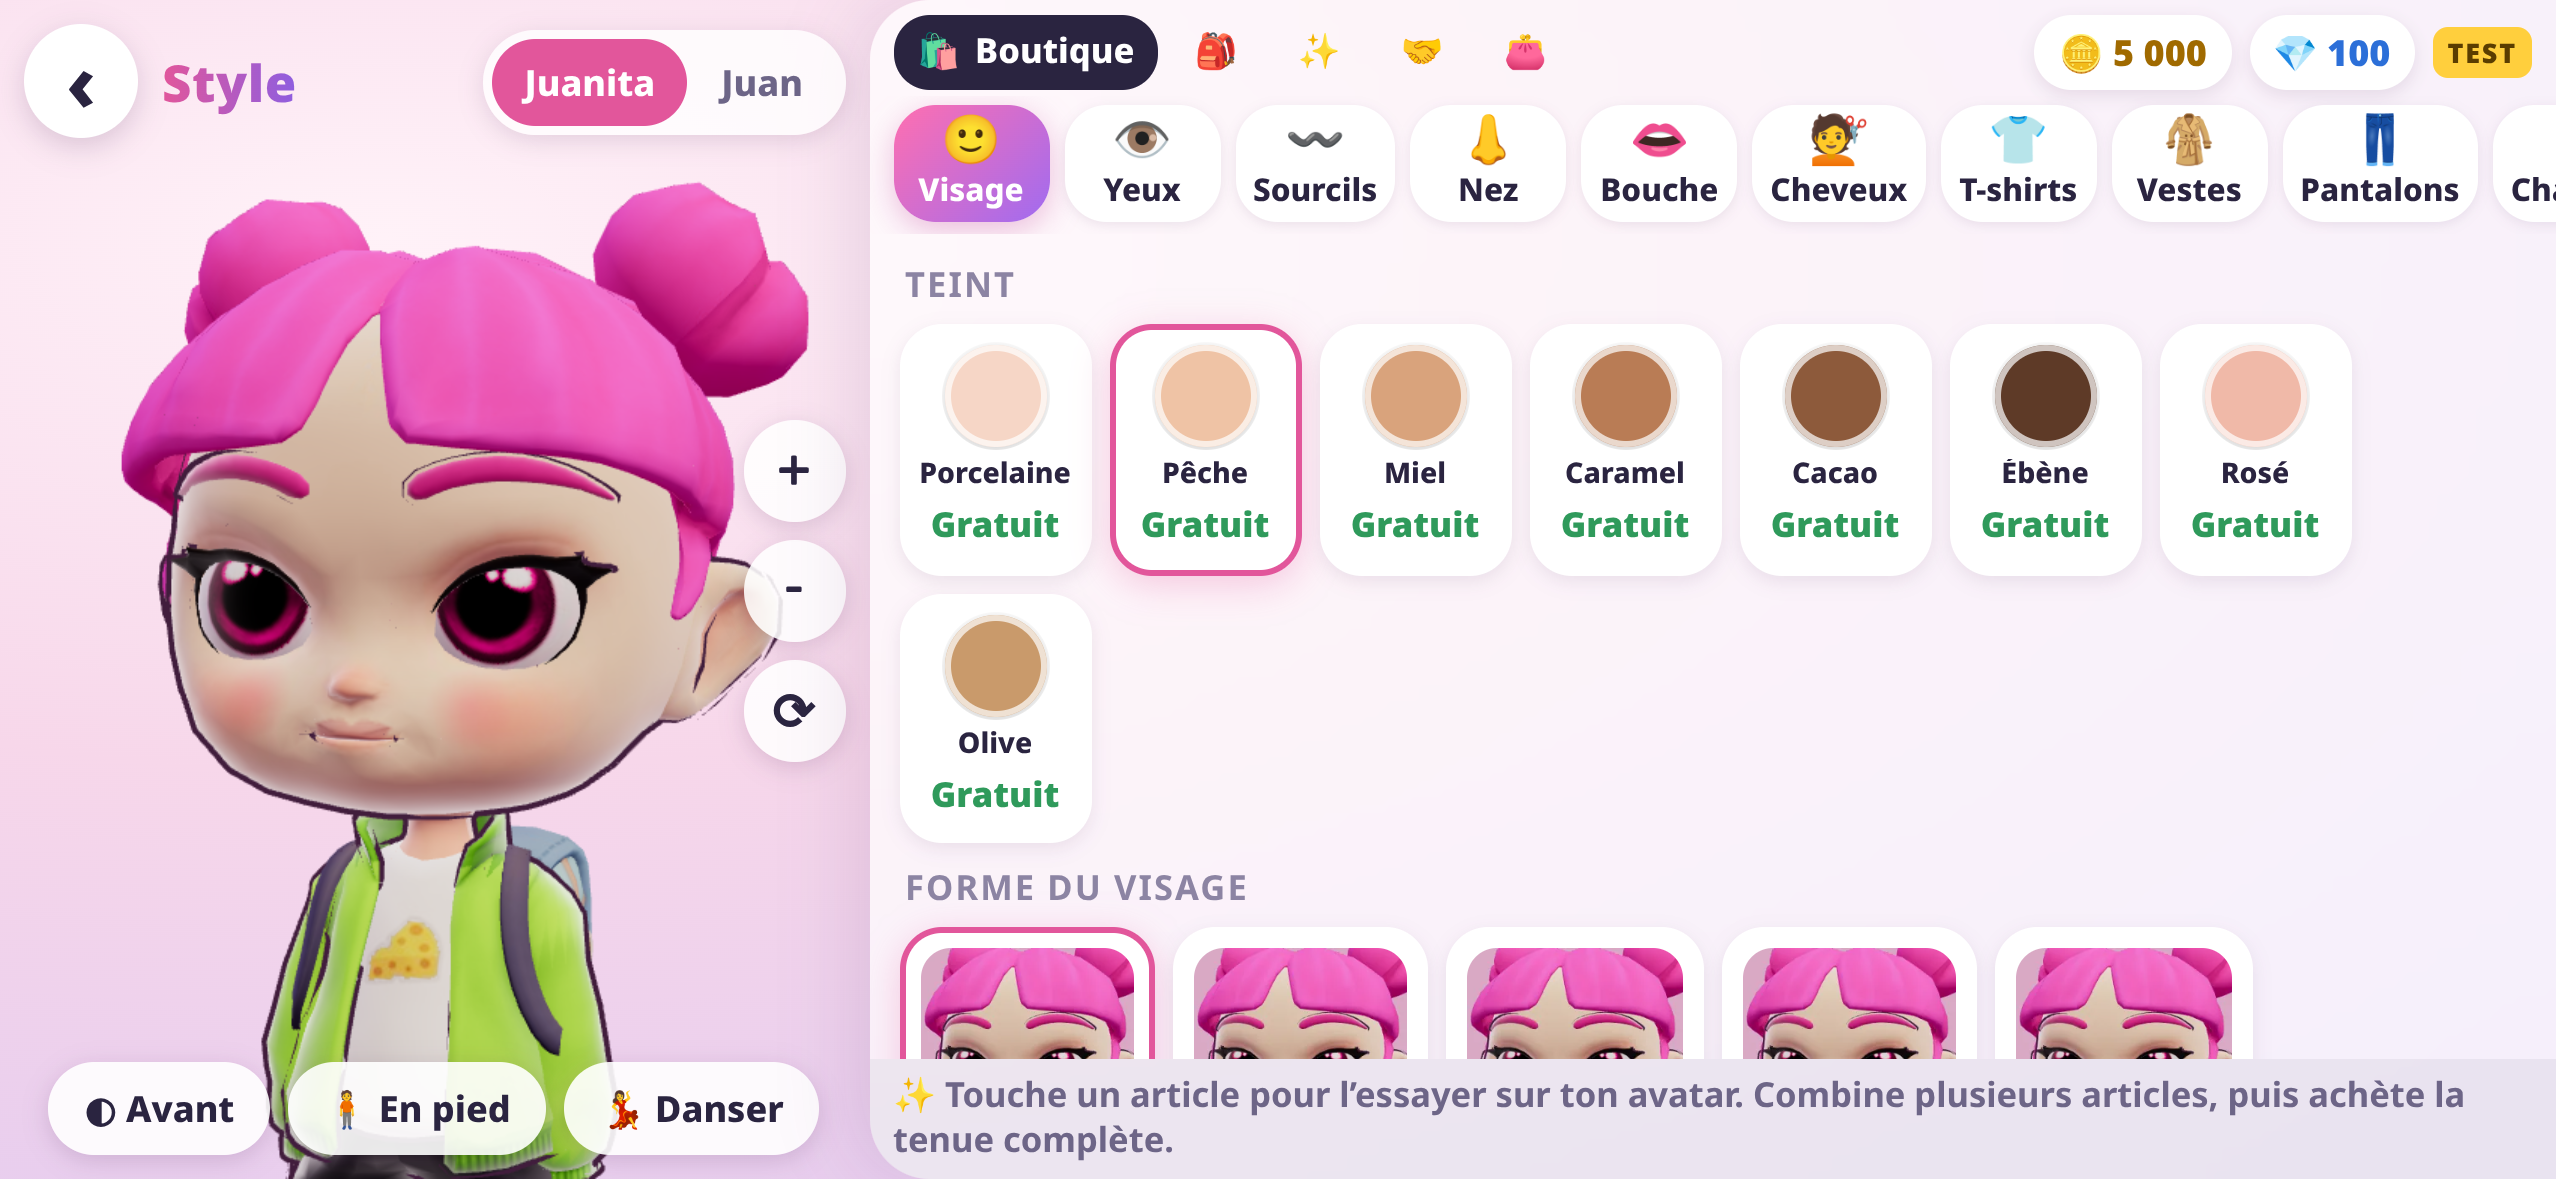 Style
Juanita
Juan
Boutique
5 000
100
TEST
Visage
Yeux
Sourcils
Nez
Bouche
Cheveux
T-shirts
Vestes
Pantalons
TEINT
Porcelaine
Gratuit
Pêche
Gratuit
Miel
Gratuit
Caramel
Gratuit
Cacao
Gratuit
Ébène
Gratuit
Rosé
Gratuit
Olive
Gratuit
FORME DU VISAGE
+
-
Avant
En pied
Danser
✨ Touche un article pour l’essayer sur ton avatar. Combine plusieurs articles, puis achète la
tenue complète.